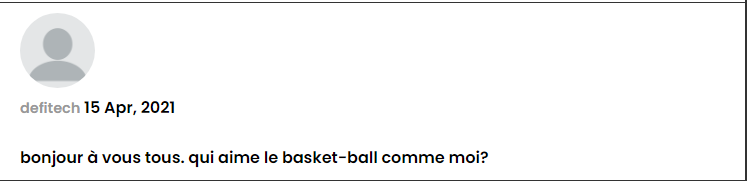 defitech 15 Apr, 2021
bonjour à vous tous. qui aime le basket-ball comme moi?